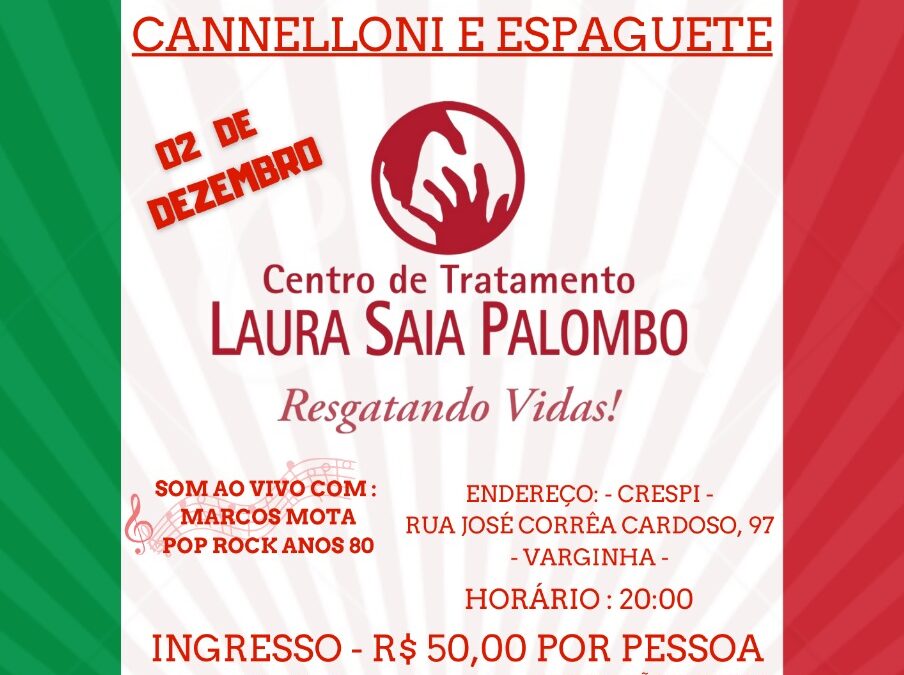 CANNELLONI E ESPAGUETE
02 DE
DEZEMBRO
Centro de Tratamento
LAURA SAIA PALOMBO
Resgatando Vidas!
SOM AO VIVO COM :
MARCOS MOTA
POP ROCK ANOS 80
ENDEREÇO: - CRESPI -
RUA JOSÉ CORRÊA CARDOSO, 97
- VARGINHA -
HORÁRIO : 20:00
INGRESSO - R$ 50,00 POR PESSOA